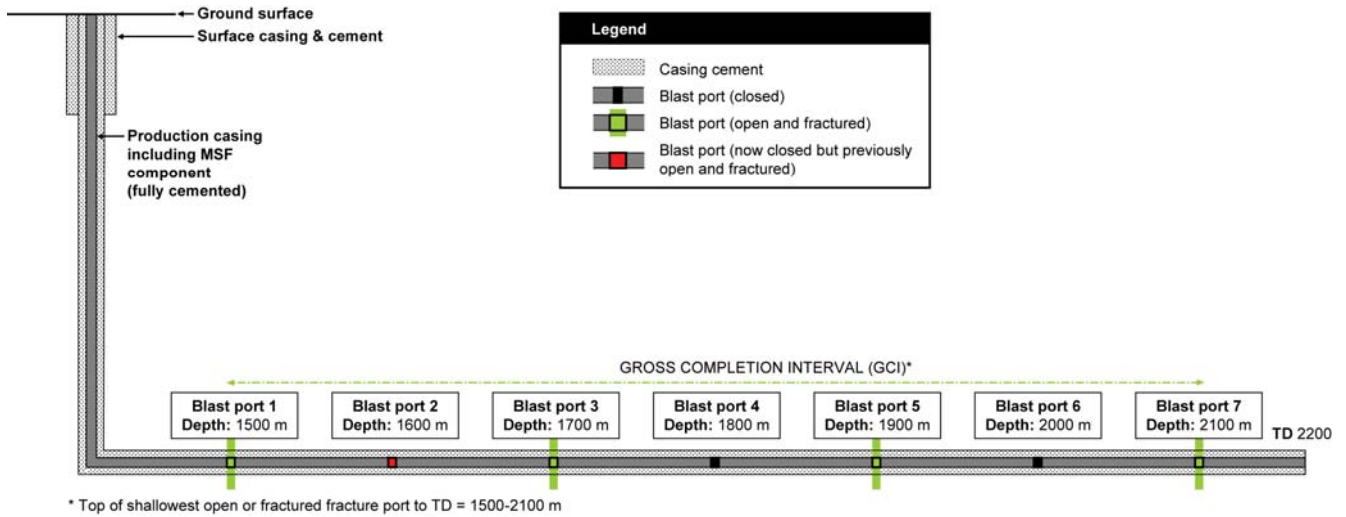 Ground surface
Surface casing & cement
Production casing
including MSF
component
(fully cemented)
Legend
Casing cement
Blast port (closed)
Blast port (open and fractured)
Blast port (now closed but previously
open and fractured)
GROSS COMPLETION INTERVAL (GCI)*
Blast port 1
Depth: 1500 m
Blast port 2
Depth: 1600 m
Blast port 3
Depth: 1700 m
Blast port 4
Depth: 1800 m
Blast port 5
Depth: 1900 m
Blast port 6
Depth: 2000 m
Blast port 7
Depth: 2100 m
TD 2200
* Top of shallowest open or fractured fracture port to TD = 1500-2100 m